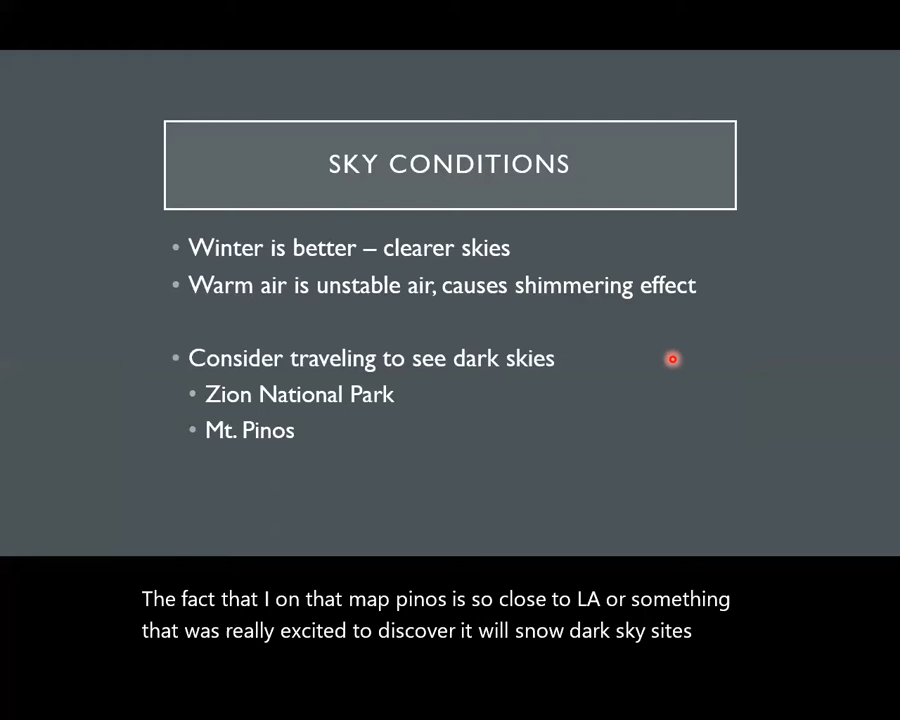 SKY CONDITIONS
• Winter is better – clearer skies
• Warm air is unstable air, causes shimmering effect
• Consider traveling to see dark skies
• Zion National Park
• Mt. Pinos
The fact that I on that map pinos is so close to LA or something
that was really excited to discover it will snow dark sky sites